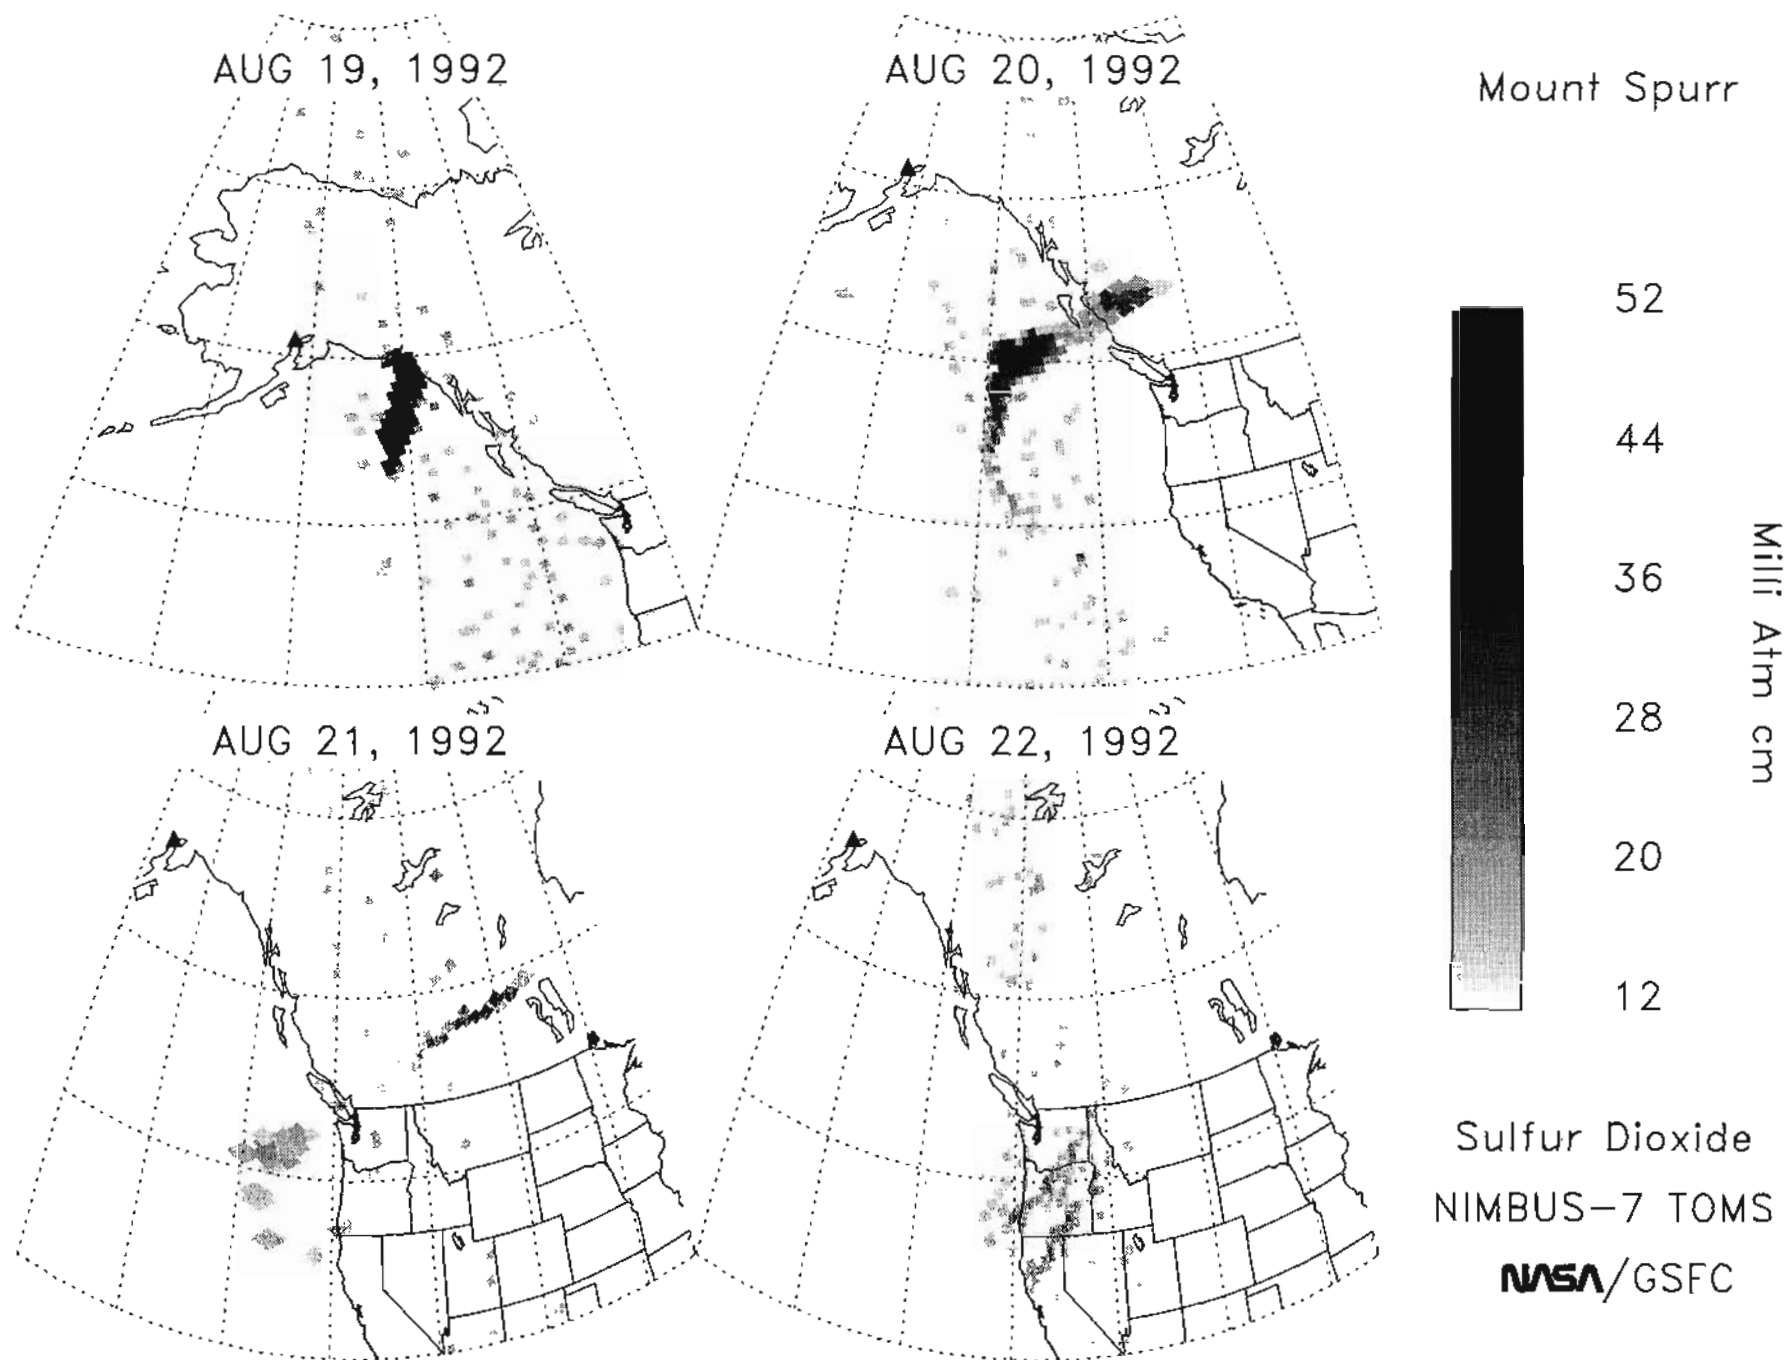 AUG 19, 1992
AUG 20, 1992
Mount Spurr
AUG 21, 1992
AUG 22, 1992
52
44
36
28
20
12
Milli Atm cm
Sulfur Dioxide
NIMBUS-7 TOMS
NASA/GSFC